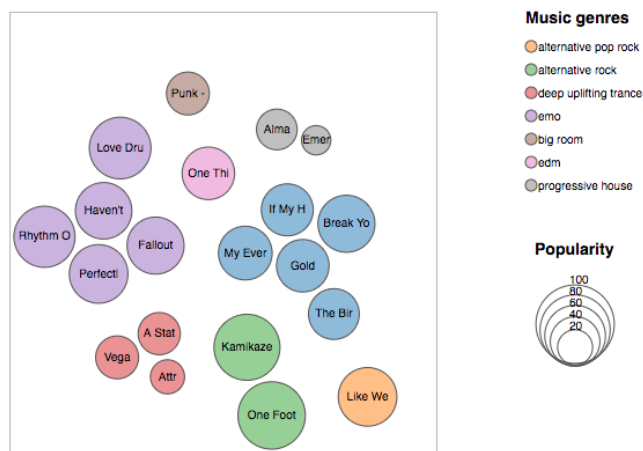 Music genres
alternative pop rock
alternative rock
deep uplifting trance
emo
big room
edm
progressive house
Popularity
100
80
60
40
20
Punk -
Alma
Emer
Love Dru
One Thi
Haven't
If My H
Break Yo
Rhythm O
Fallout
My Ever
Gold
Perfectl
The Bir
A Stat
Vega
Kamikaze
Attr
Like We
One Foot